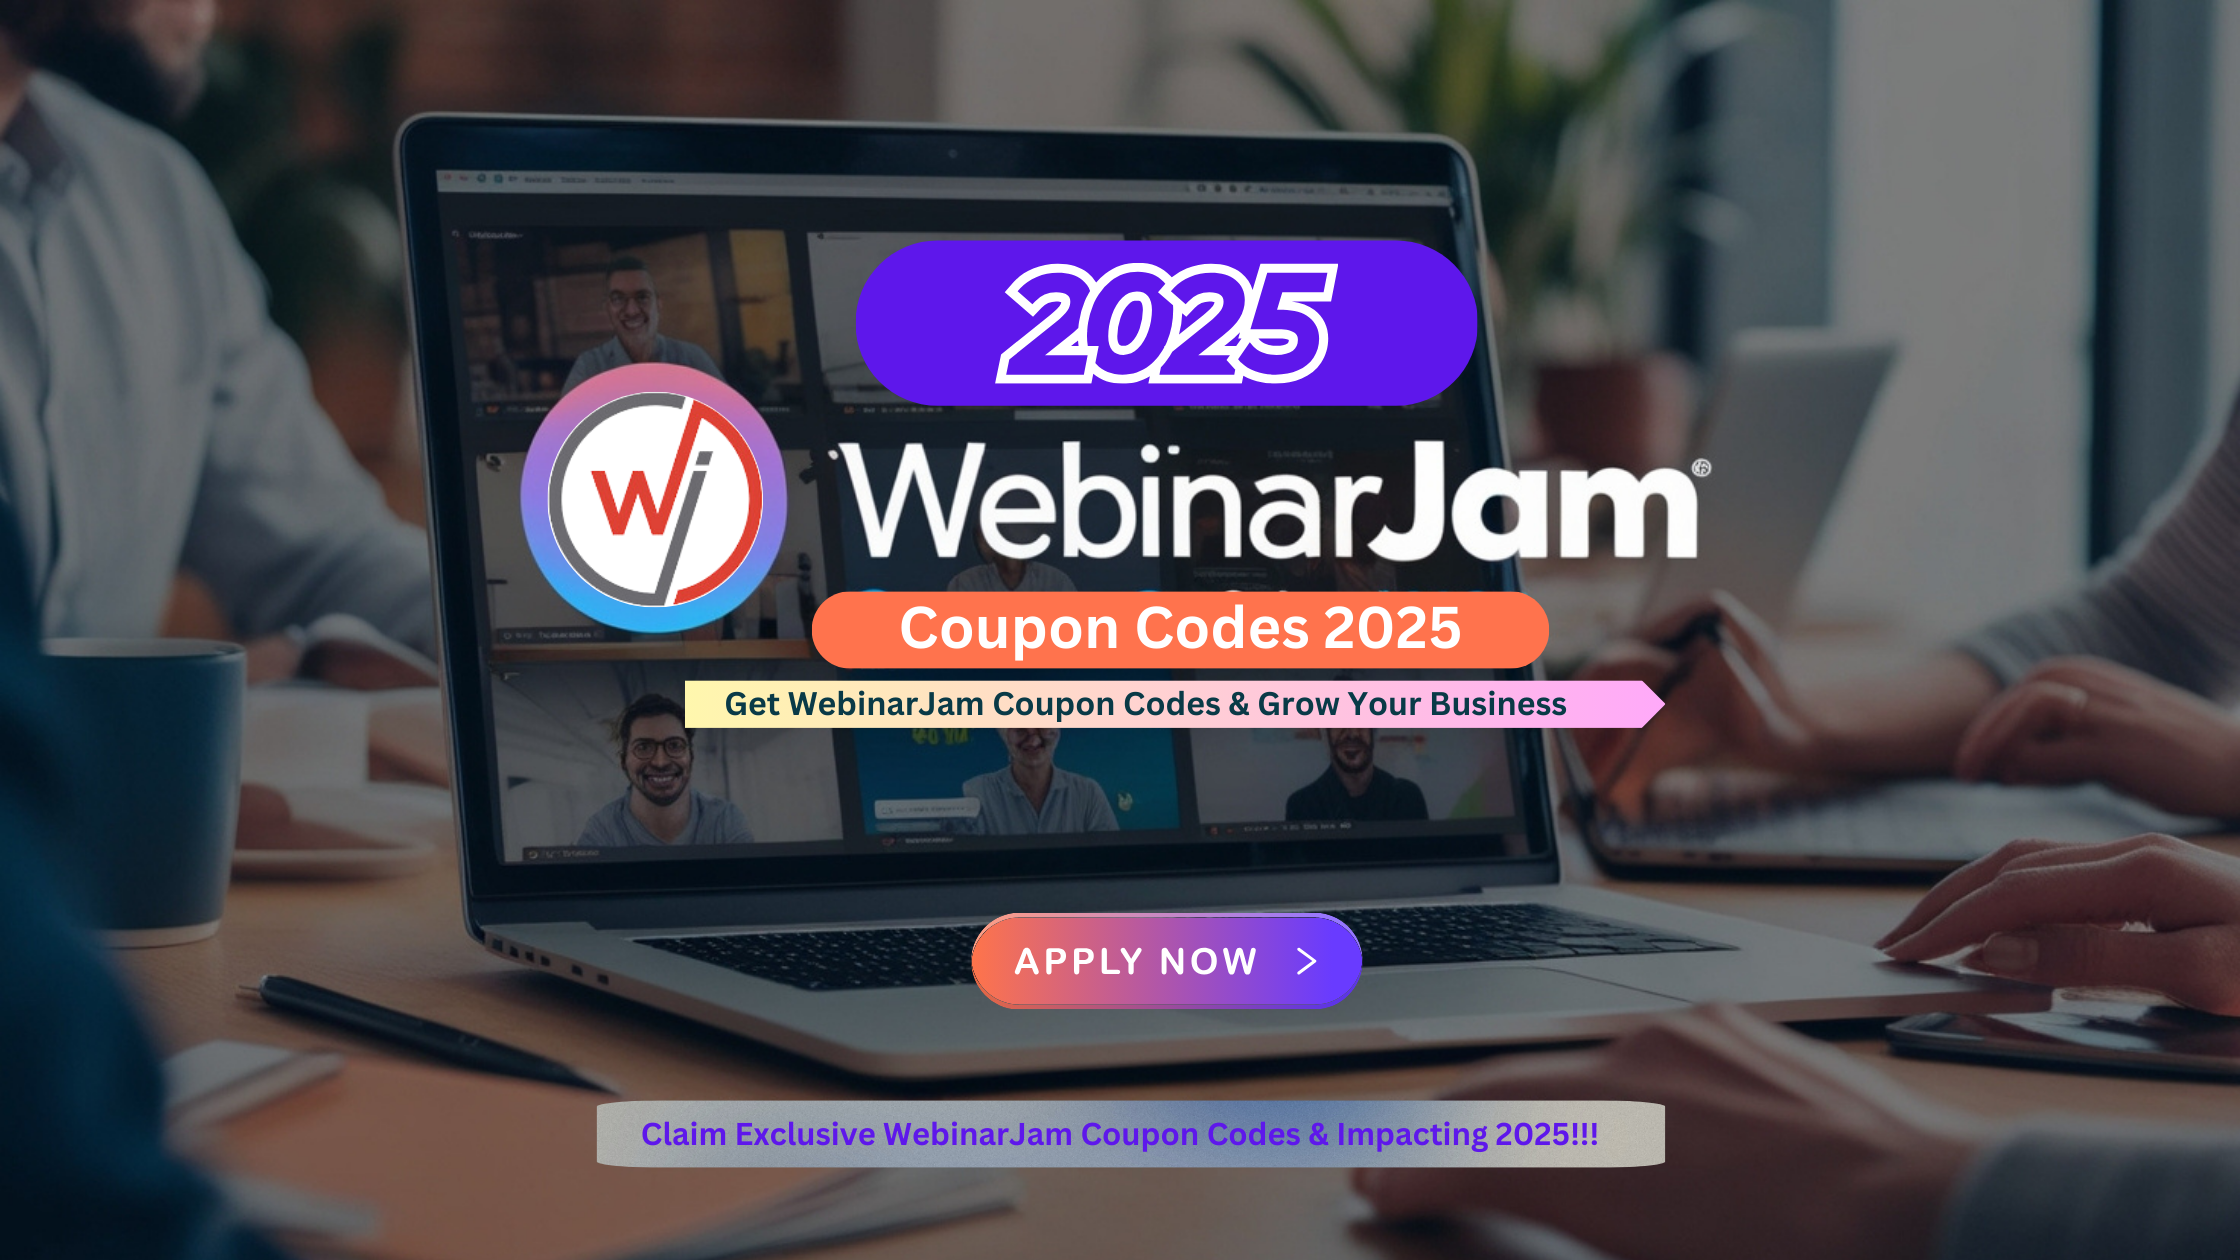 2025
WebinarJam
Coupon Codes 2025
Get WebinarJam Coupon Codes & Grow Your Business
APPLY NOW
Claim Exclusive WebinarJam Coupon Codes & Impacting 2025!!!